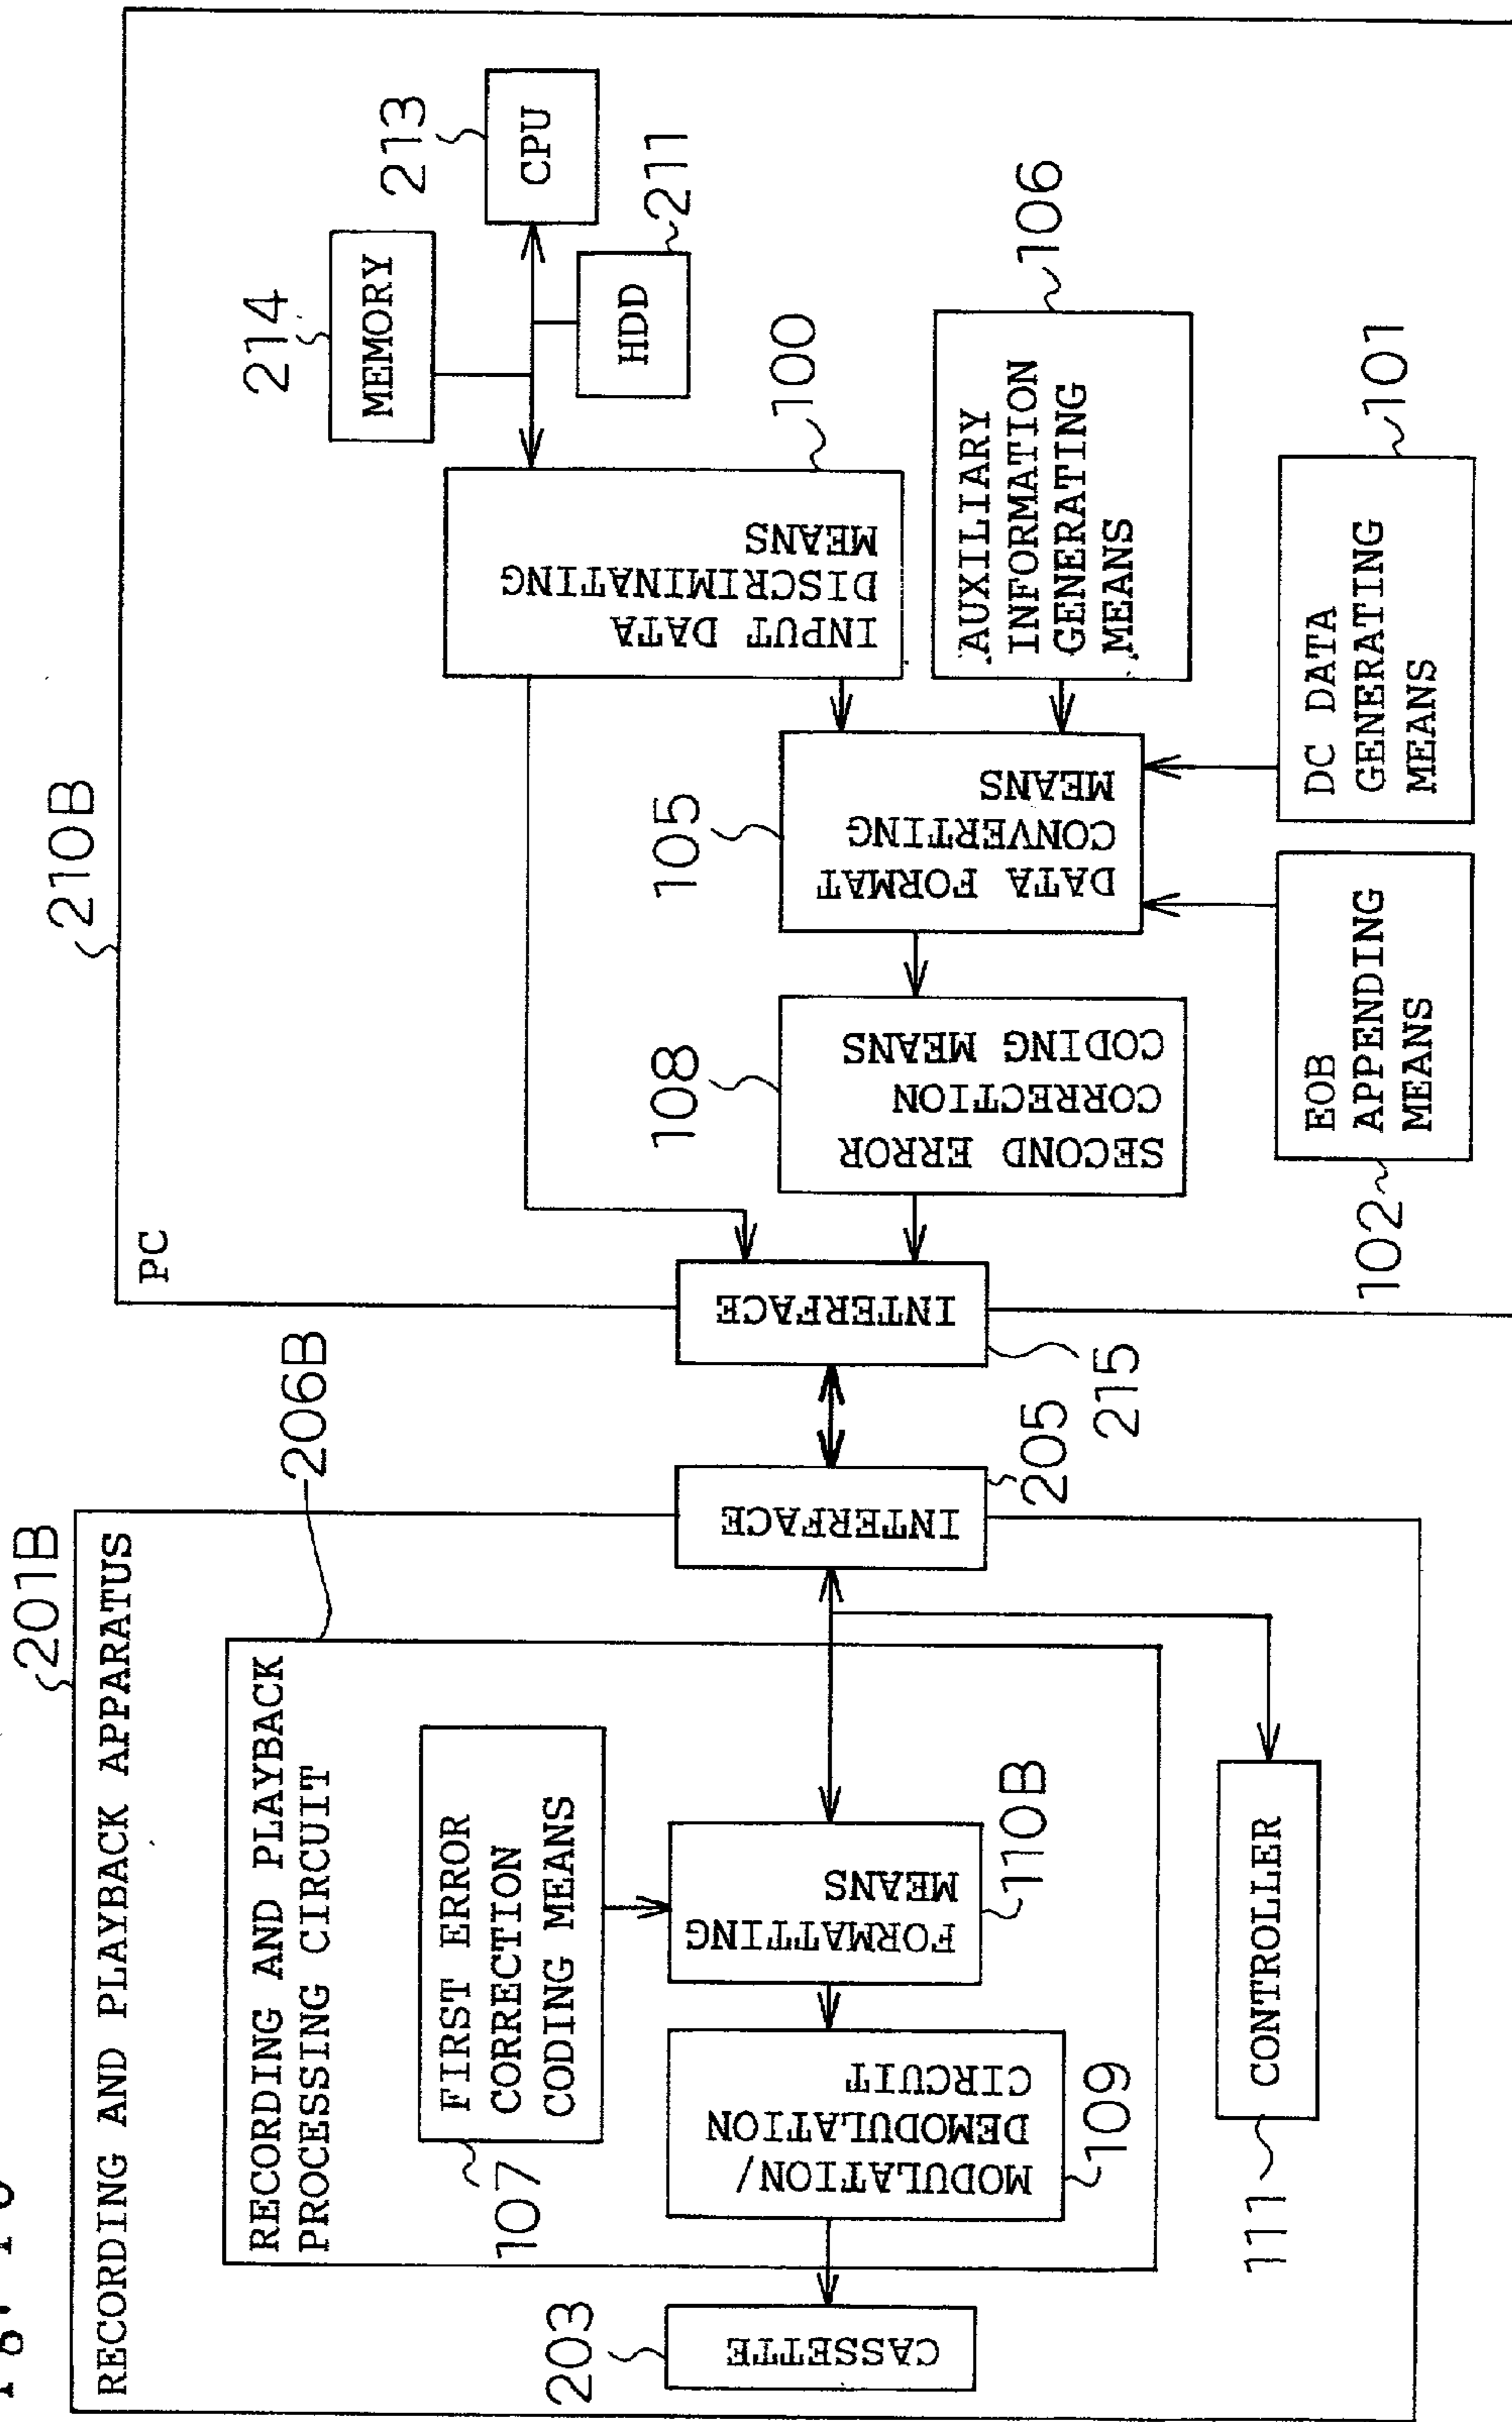 201B
RECORDING AND PLAYBACK APPARATUS
206B
RECORDING AND PLAYBACK
PROCESSING CIRCUIT
107
FIRST ERROR
CORRECTION
CODING MEANS
203
CASSETTE
MODULATION/
DEMODULATION
CIRCUIT
109
FORMATTING
MEANS
110B
INTERFACE
205
111
CONTROLLER
210B
PC
INTERFACE
215
108
SECOND ERROR
CORRECTION
CODING MEANS
105
DATA FORMAT
CONVERTING
MEANS
INPUT DATA
DISCRIMINATING
MEANS
100
214
MEMORY
213
CPU
HDD
211
AUXILIARY
INFORMATION
GENERATING
MEANS
106
102
EOB
APPENDING
MEANS
DC DATA
GENERATING
MEANS
101